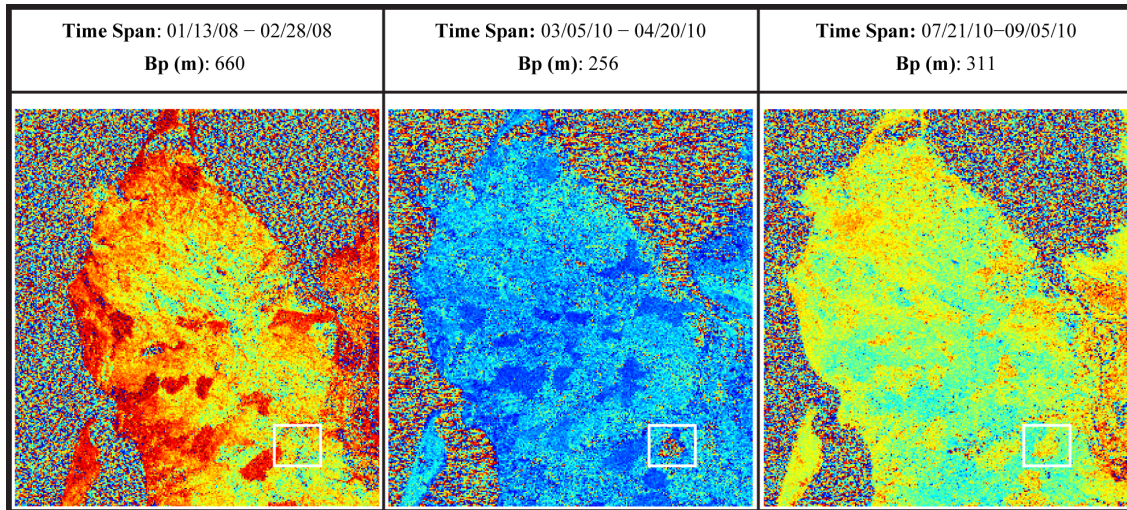 Time Span: 01/13/08 – 02/28/08
Bp (m): 660
Time Span: 03/05/10 – 04/20/10
Bp (m): 256
Time Span: 07/21/10–09/05/10
Bp (m): 311